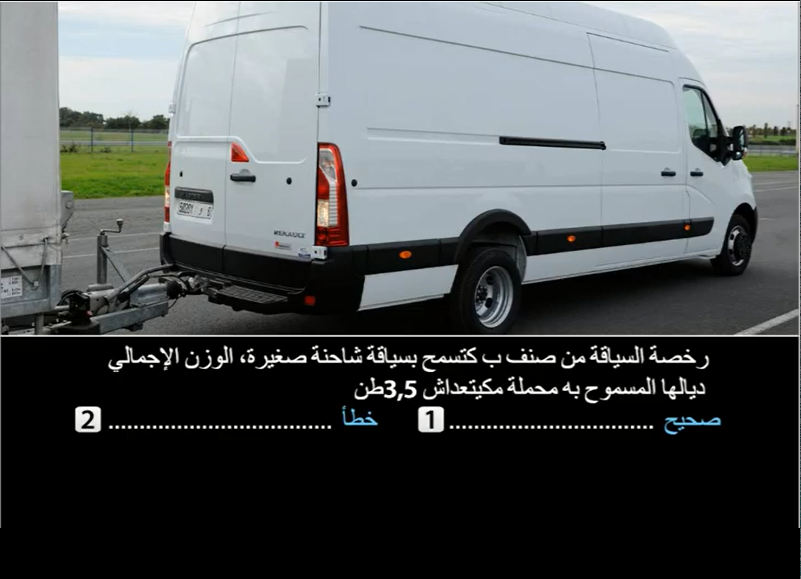 RENAULT
رخصة السياقة من صنف ب كتسمح بسياقة شاحنة صغيرة، الوزن الإجمالي
ديالها المسموح به محملة مكيتعداش 3,5طن
صحيح ................................. 1 خطأ ................................. 2